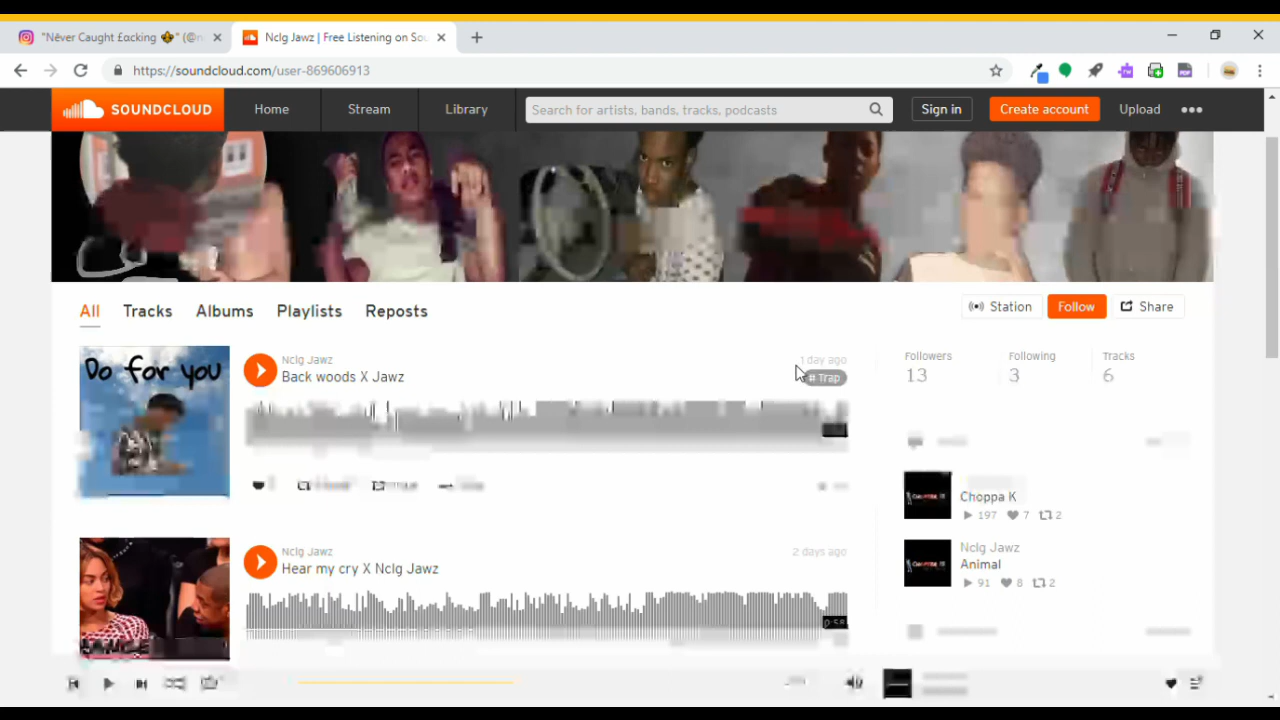 "Nēver Caught £acking ⚜" (@n
Nclg Jawz | Free Listening on Sou
https://soundcloud.com/user-869606913
SOUNDCLOUD
Home
Stream
Library
Search for artists, bands, tracks, podcasts
Sign in
Create account
Upload
All
Tracks
Albums
Playlists
Reposts
Station
Follow
Share
Do for you
Nclg Jawz
1 day ago
Back woods X Jawz
# Trap
Followers
Following
Tracks
13
3
6
Choppa K
197
7
2
Nclg Jawz
2 days ago
Hear my cry X Nclg Jawz
0:58
Nclg Jawz
Animal
91
8
2